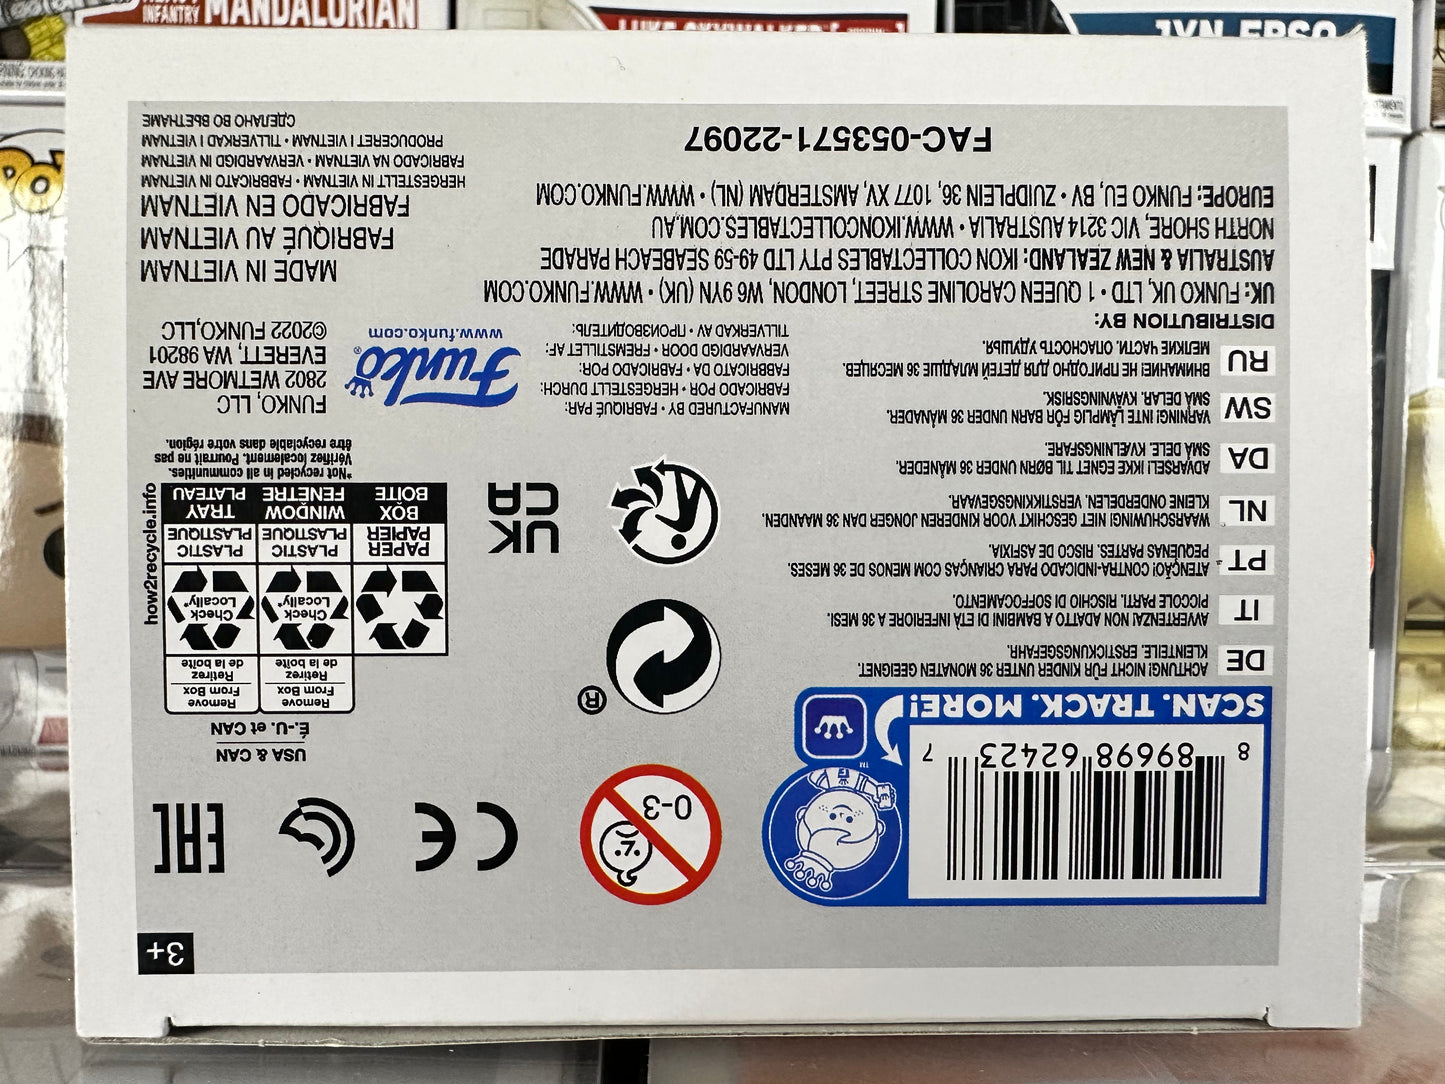 INFANTRY
MANDALORIAN
LUKE SKYWALKER
JYN ERSO
3+
8 89698 62423 7
SCAN. TRACK. MORE!
TM
0-3
CE
EAC
USA & CAN
É.-U. et CAN
Remove
From Box
Retirez
de la boîte
Remove
From Box
Retirez
de la boîte
Check
Locally*
Check
Locally*
PAPER
PAPIER
PLASTIC
PLASTIQUE
PLASTIC
PLASTIQUE
BOX
BOÎTE
WINDOW
FENÊTRE
TRAY
PLATEAU
how2recycle.info
*Not recycled in all communities.
Vérifiez localement. Pourrait ne pas
être recyclable dans votre région.
®
UK
CA
DE
ACHTUNG! NICHT FÜR KINDER UNTER 36 MONATEN GEEIGNET.
KLEINTEILE. ERSTICKUNGSGEFAHR.
IT
AVVERTENZA! NON ADATTO A BAMBINI DI ETÀ INFERIORE A 36 MESI.
PICCOLE PARTI. RISCHIO DI SOFFOCAMENTO.
PT
ATENÇÃO! CONTRA-INDICADO PARA CRIANÇAS COM MENOS DE 36 MESES.
PEQUENAS PARTES. RISCO DE ASFIXIA.
NL
WAARSCHUWING! NIET GESCHIKT VOOR KINDEREN JONGER DAN 36 MAANDEN.
KLEINE ONDERDELEN. VERSTIKKINGSGEVAAR.
DA
ADVARSEL! IKKE EGNET TIL BØRN UNDER 36 MÅNEDER.
SMÅ DELE. KVÆLNINGSFARE.
SW
VARNING! INTE LÄMPLIG FÖR BARN UNDER 36 MÅNADER.
SMÅ DELAR. KVÄVNINGSRISK.
RU
ВНИМАНИЕ! НЕ ПРИГОДНО ДЛЯ ДЕТЕЙ МЛАДШЕ 36 МЕСЯЦЕВ.
МЕЛКИЕ ЧАСТИ. ОПАСНОСТЬ УДУШЬЯ.
MANUFACTURED BY • FABRIQUÉ PAR:
FABRICADO POR • HERGESTELLT DURCH:
FABRICATO DA • FABRICADO POR:
VERVAARDIGD DOOR • FREMSTILLET AF:
TILLVERKAD AV • ПРОИЗВОДИТЕЛЬ:
Funko®
www.funko.com
FUNKO, LLC
2802 WETMORE AVE
EVERETT, WA 98201
©2022 FUNKO,LLC
DISTRIBUTION BY:
UK: FUNKO UK, LTD • 1 QUEEN CAROLINE STREET, LONDON, W6 9YN (UK) • WWW.FUNKO.COM
AUSTRALIA & NEW ZEALAND: IKON COLLECTABLES PTY LTD 49-59 SEABEACH PARADE
NORTH SHORE, VIC 3214 AUSTRALIA • WWW.IKONCOLLECTABLES.COM.AU
EUROPE: FUNKO EU, BV • ZUIDPLEIN 36, 1077 XV, AMSTERDAM (NL) • WWW.FUNKO.COM
FAC-053571-22097
MADE IN VIETNAM
FABRIQUÉ AU VIETNAM
FABRICADO EN VIETNAM
HERGESTELLT IN VIETNAM • FABBRICATO IN VIETNAM
FABRICADO NA VIETNAM • VERVAARDIGD IN VIETNAM
PRODUCERET I VIETNAM • TILLVERKAD I VIETNAM
СДЕЛАНО ВО ВЬЕТНАМЕ